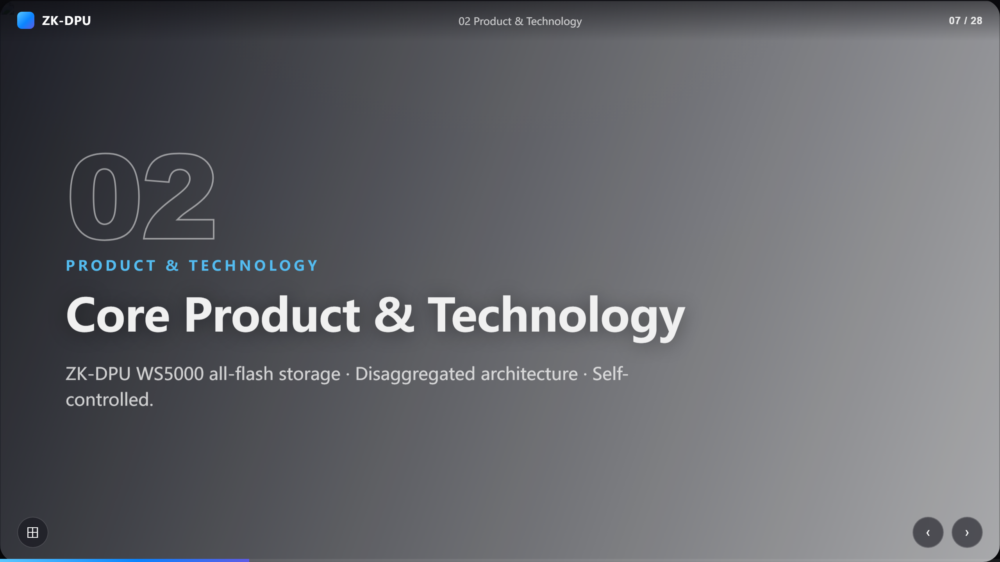 ZK-DPU
02 Product & Technology
07 / 28
02
PRODUCT & TECHNOLOGY
Core Product & Technology
ZK-DPU WS5000 all-flash storage · Disaggregated architecture · Self-
controlled.